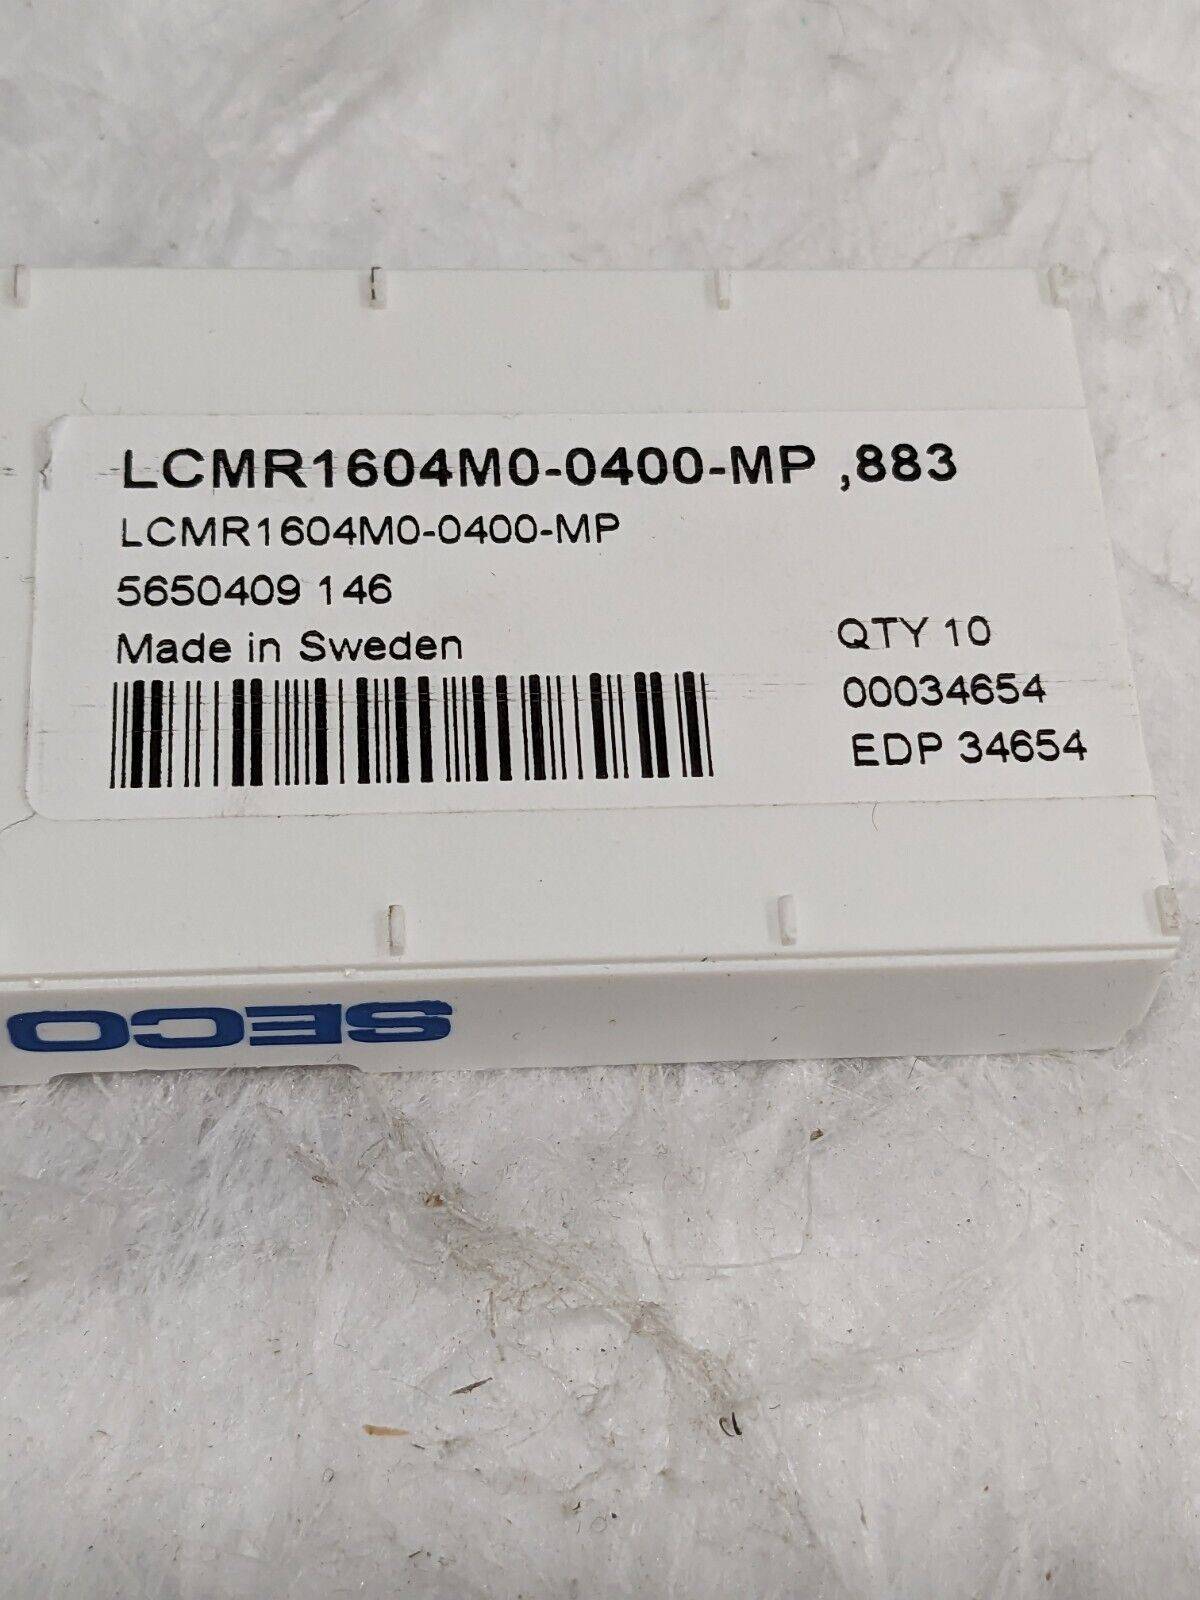 LCMR1604M0-0400-MP ,883
LCMR1604M0-0400-MP
5650409 146
Made in Sweden
QTY 10
00034654
EDP 34654
SECO